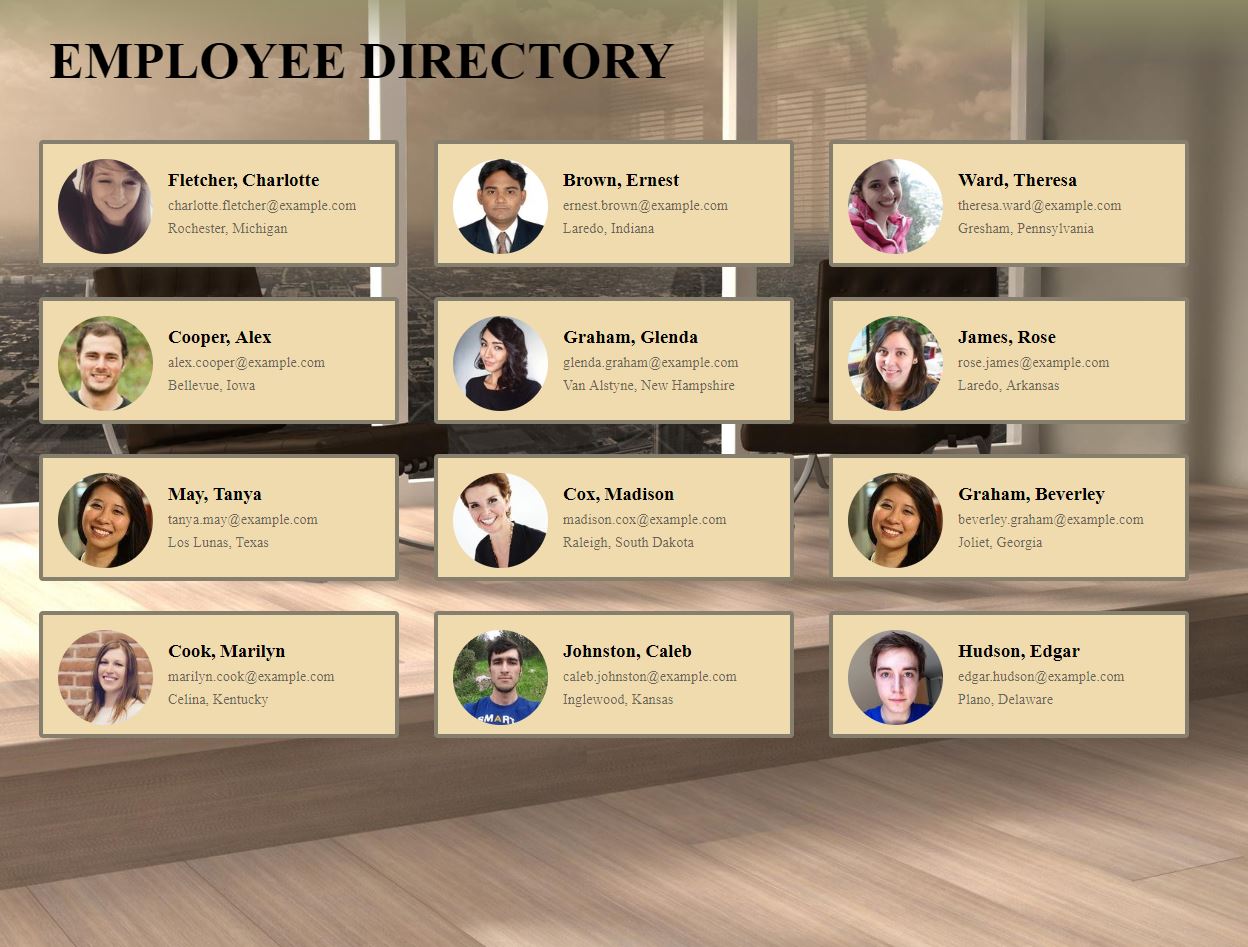 EMPLOYEE DIRECTORY
Fletcher, Charlotte
charlotte.fletcher@example.com
Rochester, Michigan
Brown, Ernest
ernest.brown@example.com
Laredo, Indiana
Ward, Theresa
theresa.ward@example.com
Gresham, Pennsylvania
Cooper, Alex
alex.cooper@example.com
Bellevue, Iowa
Graham, Glenda
glenda.graham@example.com
Van Alstyne, New Hampshire
James, Rose
rose.james@example.com
Laredo, Arkansas
May, Tanya
tanya.may@example.com
Los Lunas, Texas
Cox, Madison
madison.cox@example.com
Raleigh, South Dakota
Graham, Beverley
beverley.graham@example.com
Joliet, Georgia
Cook, Marilyn
marilyn.cook@example.com
Celina, Kentucky
Johnston, Caleb
caleb.johnston@example.com
Inglewood, Kansas
SMART
Hudson, Edgar
edgar.hudson@example.com
Plano, Delaware